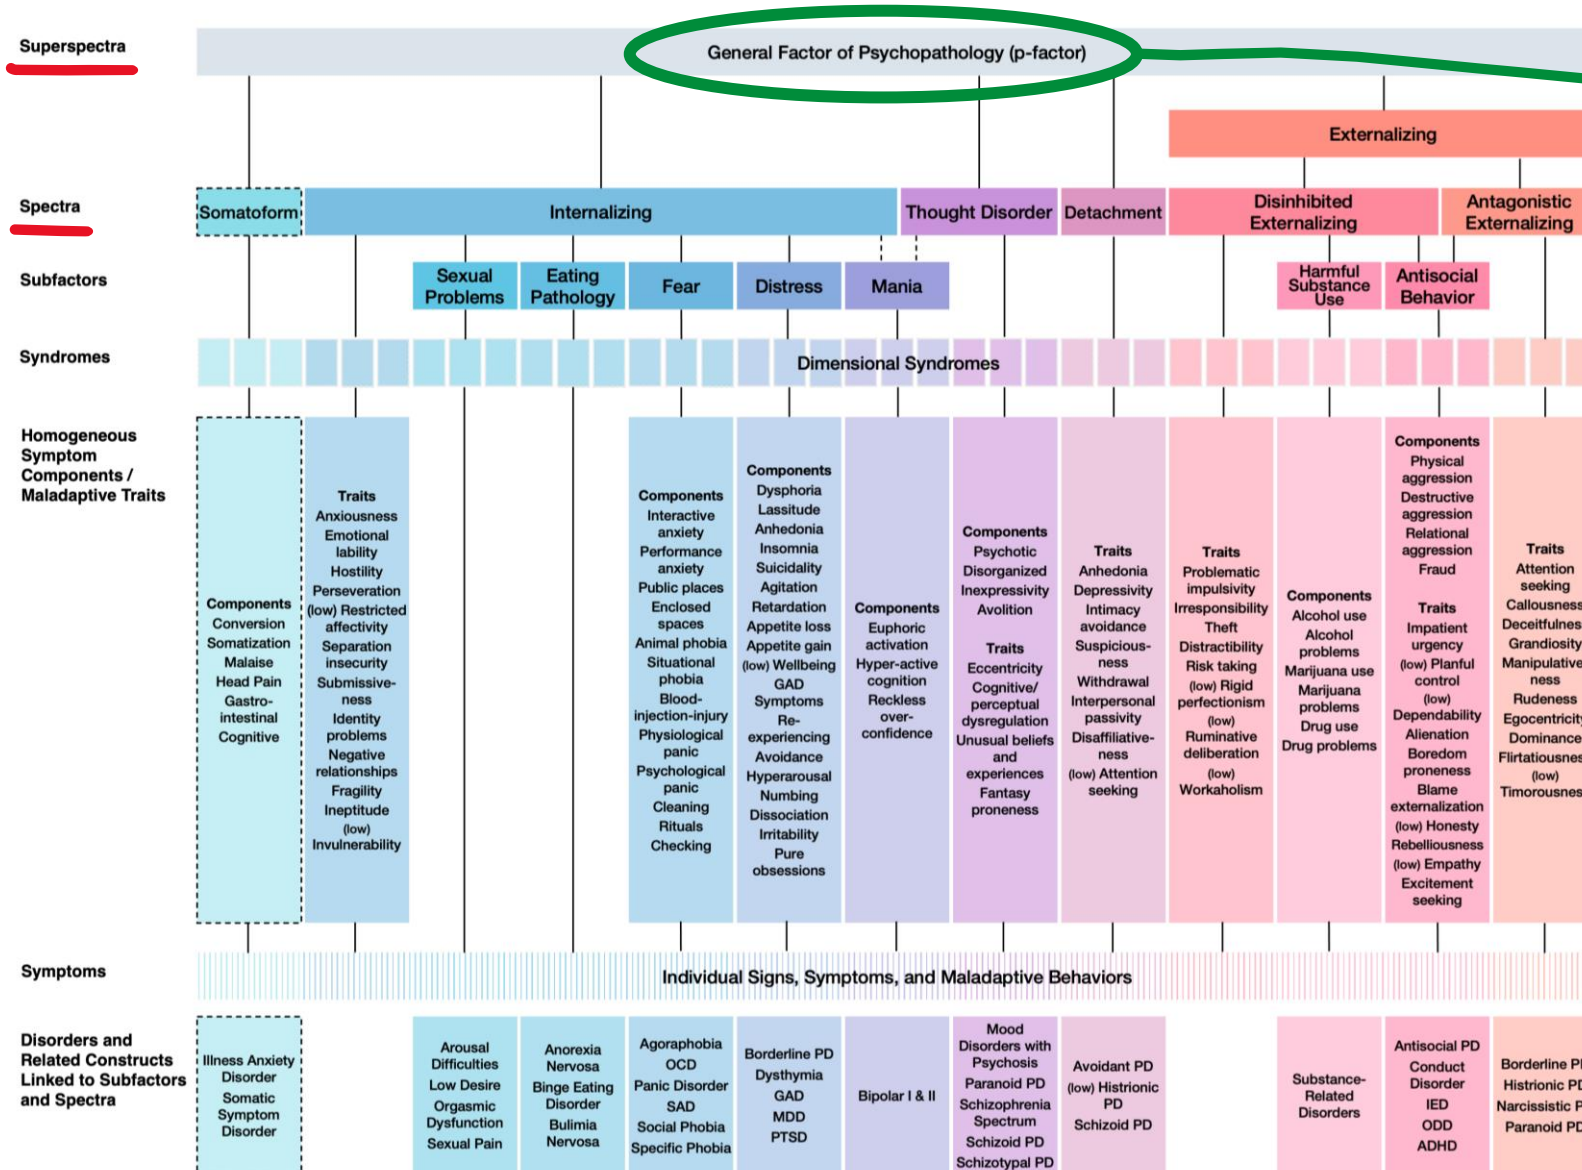 Superspectra
General Factor of Psychopathology (p-factor)
Externalizing
Spectra
Somatoform
Internalizing
Thought Disorder
Detachment
Disinhibited
Externalizing
Antagonistic
Externalizing
Subfactors
Sexual
Problems
Eating
Pathology
Fear
Distress
Mania
Harmful
Substance
Use
Antisocial
Behavior
Syndromes
Dimensional Syndromes
Homogeneous
Symptom
Components /
Maladaptive Traits
Components
Conversion
Somatization
Malaise
Head Pain
Gastro-
intestinal
Cognitive
Traits
Anxiousness
Emotional
lability
Hostility
Perseveration
(low) Restricted
affectivity
Separation
insecurity
Submissive-
ness
Identity
problems
Negative
relationships
Fragility
Ineptitude
(low)
Invulnerability
Components
Interactive
anxiety
Performance
anxiety
Public places
Enclosed
spaces
Animal phobia
Situational
phobia
Blood-
injection-injury
Physiological
panic
Psychological
panic
Cleaning
Rituals
Checking
Components
Dysphoria
Lassitude
Anhedonia
Insomnia
Suicidality
Agitation
Retardation
Appetite loss
Appetite gain
(low) Wellbeing
GAD
Symptoms
Re-
experiencing
Avoidance
Hyperarousal
Numbing
Dissociation
Irritability
Pure
obsessions
Components
Euphoric
activation
Hyper-active
cognition
Reckless
over-
confidence
Components
Psychotic
Disorganized
Inexpressivity
Avolition
Traits
Eccentricity
Cognitive/
perceptual
dysregulation
Unusual beliefs
and
experiences
Fantasy
proneness
Traits
Anhedonia
Depressivity
Intimacy
avoidance
Suspicious-
ness
Withdrawal
Interpersonal
passivity
Disaffiliative-
ness
(low) Attention
seeking
Traits
Problematic
impulsivity
Irresponsibility
Theft
Distractibility
Risk taking
(low) Rigid
perfectionism
(low)
Ruminative
deliberation
(low)
Workaholism
Components
Alcohol use
Alcohol
problems
Marijuana use
Marijuana
problems
Drug use
Drug problems
Components
Physical
aggression
Destructive
aggression
Relational
aggression
Fraud
Traits
Impatient
urgency
(low) Planful
control
(low)
Dependability
Alienation
Boredom
proneness
Blame
externalization
(low) Honesty
Rebelliousness
(low) Empathy
Excitement
seeking
Traits
Attention
seeking
Callousness
Deceitfulnes
Grandiosity
Manipulative
ness
Rudeness
Egocentricity
Dominance
Flirtatiousnes
(low)
Timorousnes
Symptoms
Individual Signs, Symptoms, and Maladaptive Behaviors
Disorders and
Related Constructs
Linked to Subfactors
and Spectra
Illness Anxiety
Disorder
Somatic
Symptom
Disorder
Arousal
Difficulties
Low Desire
Orgasmic
Dysfunction
Sexual Pain
Anorexia
Nervosa
Binge Eating
Disorder
Bulimia
Nervosa
Agoraphobia
OCD
Panic Disorder
SAD
Social Phobia
Specific Phobia
Borderline PD
Dysthymia
GAD
MDD
PTSD
Bipolar I & II
Mood
Disorders with
Psychosis
Paranoid PD
Schizophrenia
Spectrum
Schizoid PD
Schizotypal PD
Avoidant PD
(low) Histrionic
PD
Schizoid PD
Substance-
Related
Disorders
Antisocial PD
Conduct
Disorder
IED
ODD
ADHD
Borderline PD
Histrionic PD
Narcissistic P
Paranoid PD